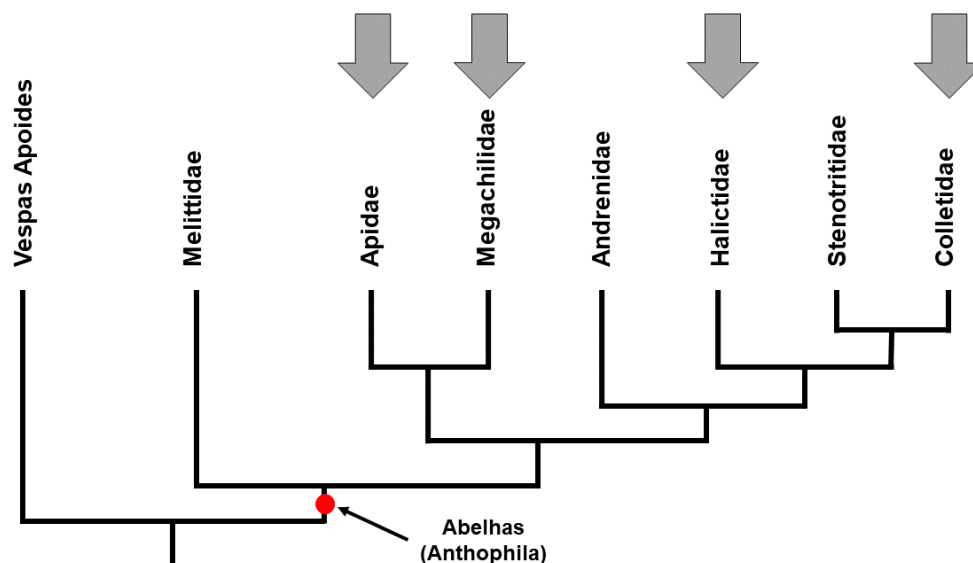 Vespas Apoides
Melittidae
Apidae
Megachilidae
Andrenidae
Halictidae
Stenotritidae
Colletidae
Abelhas
(Anthophila)